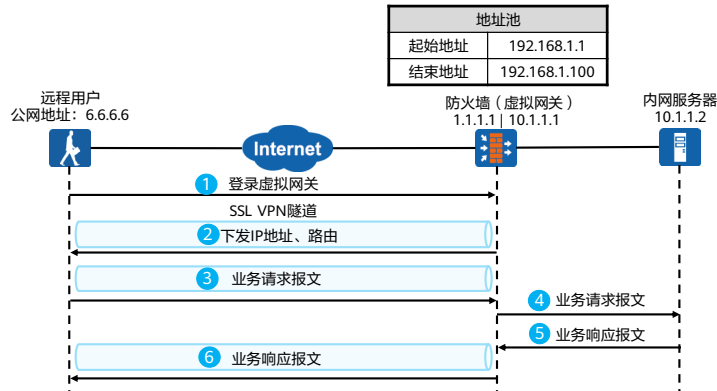 地址池
起始地址 192.168.1.1
结束地址 192.168.1.100
远程用户
公网地址：6.6.6.6
防火墙（虚拟网关）
1.1.1.1 | 10.1.1.1
内网服务器
10.1.1.2
Internet
1 登录虚拟网关
SSL VPN隧道
2 下发IP地址、路由
3 业务请求报文
4 业务请求报文
5 业务响应报文
6 业务响应报文